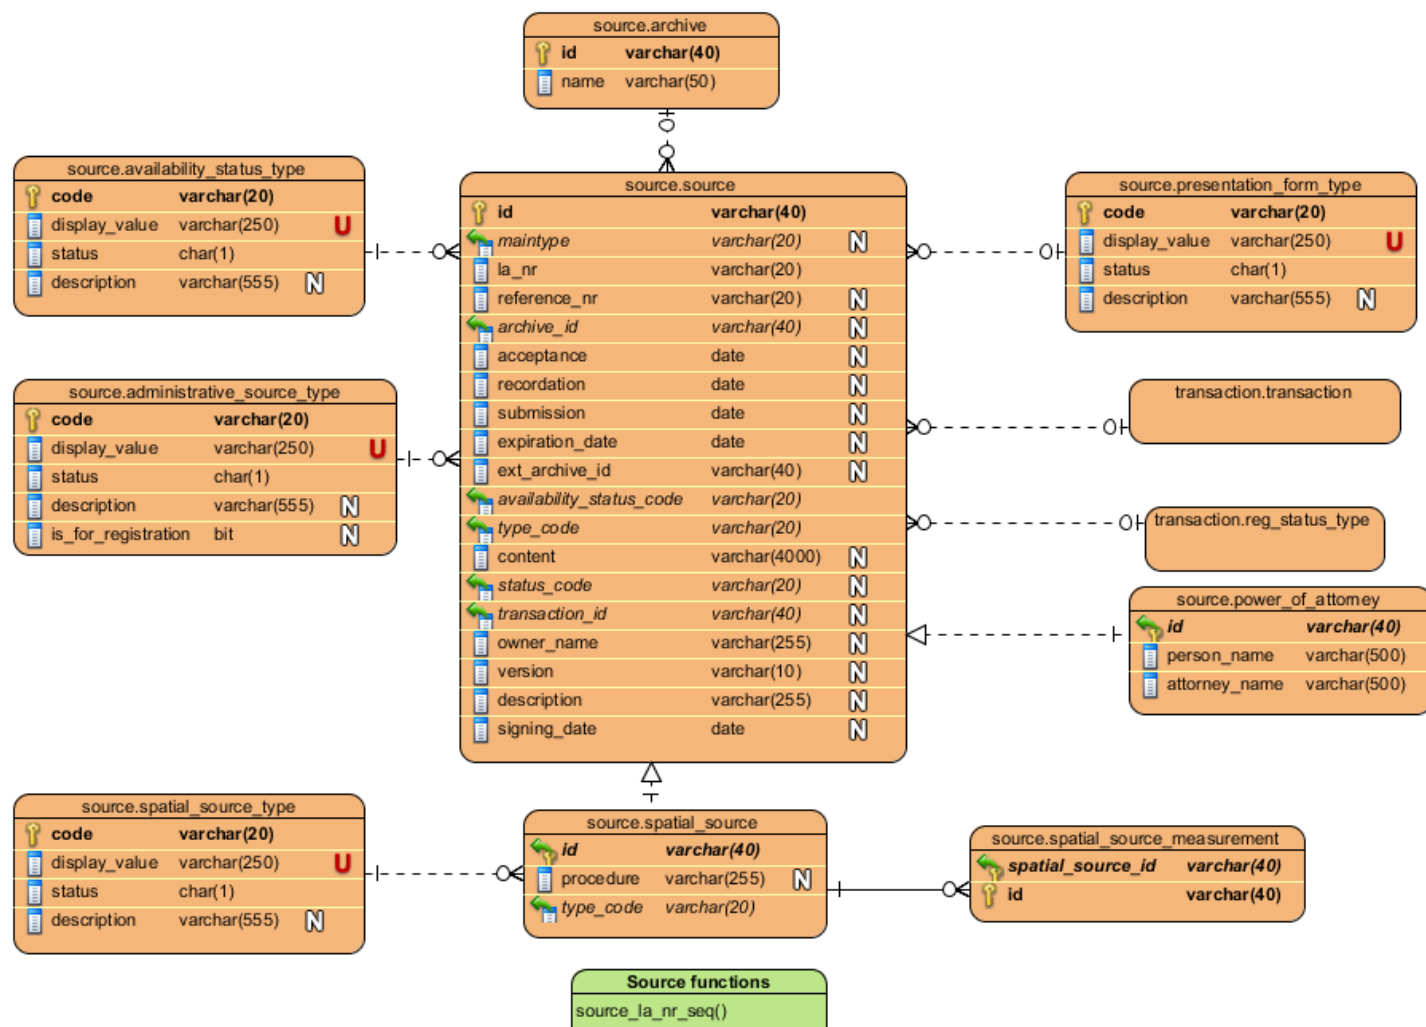 source.archive
id varchar(40)
name varchar(50)
source.availability_status_type
code varchar(20)
display_value varchar(250) U
status char(1)
description varchar(555) N
source.source
id varchar(40)
maintype varchar(20) N
la_nr varchar(20)
reference_nr varchar(20) N
archive_id varchar(40) N
acceptance date N
recordation date N
submission date N
expiration_date date N
ext_archive_id varchar(40) N
availability_status_code varchar(20)
type_code varchar(20)
content varchar(4000) N
status_code varchar(20) N
transaction_id varchar(40) N
owner_name varchar(255) N
version varchar(10) N
description varchar(255) N
signing_date date N
source.presentation_form_type
code varchar(20)
display_value varchar(250) U
status char(1)
description varchar(555) N
source.administrative_source_type
code varchar(20)
display_value varchar(250) U
status char(1)
description varchar(555) N
is_for_registration bit N
transaction.transaction
transaction.reg_status_type
source.power_of_attorney
id varchar(40)
person_name varchar(500)
attorney_name varchar(500)
source.spatial_source_type
code varchar(20)
display_value varchar(250) U
status char(1)
description varchar(555) N
source.spatial_source
id varchar(40)
procedure varchar(255) N
type_code varchar(20)
source.spatial_source_measurement
spatial_source_id varchar(40)
id varchar(40)
Source functions
source_la_nr_seq()